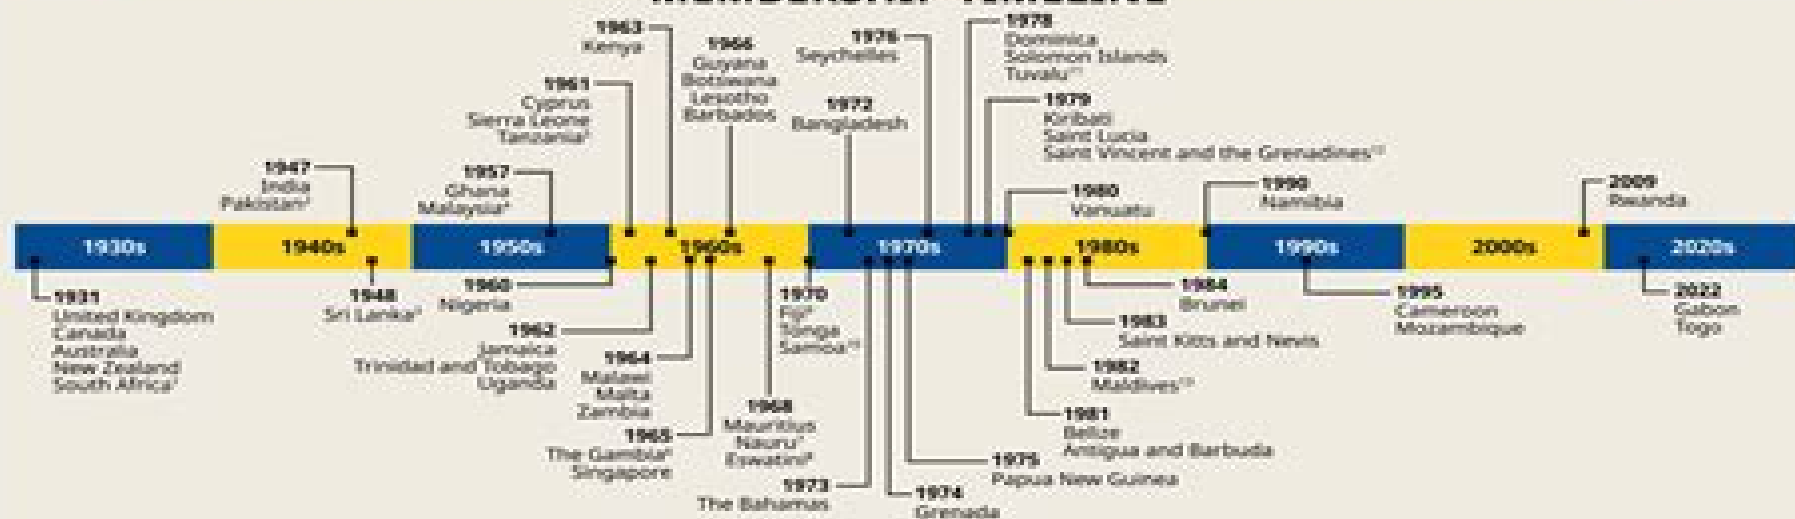 1963
Kenya
1961
Cyprus
Sierra Leone
Tanzania
1947
India
Pakistan
1957
Ghana
Malaysia
1966
Guyana
Botswana
Lesotho
Barbados
1976
Seychelles
1972
Bangladesh
1978
Dominica
Solomon Islands
Tuvalu
1979
Kiribati
Saint Lucia
Saint Vincent and the Grenadines
1980
Vanuatu
1990
Namibia
2009
Rwanda
1930s
1940s
1950s
1960s
1970s
1980s
1990s
2000s
2020s
1931
United Kingdom
Canada
Australia
New Zealand
South Africa
1948
Sri Lanka
1960
Nigeria
1962
Jamaica
Trinidad and Tobago
Uganda
1964
Malawi
Malta
Zambia
1965
The Gambia
Singapore
1968
Mauritius
Nauru
Eswatini
1970
Fiji
Tonga
Samoa
1973
The Bahamas
1974
Grenada
1975
Papua New Guinea
1981
Belize
Antigua and Barbuda
1982
Maldives
1983
Saint Kitts and Nevis
1984
Brunei
1995
Cameroon
Mozambique
2022
Gabon
Togo